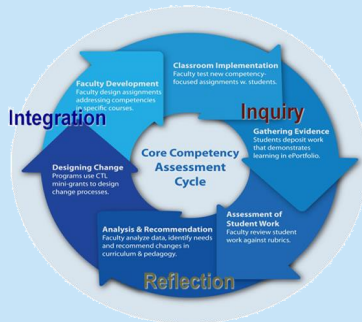 Classroom Implementation
Faculty test new competency-
focused assignments w. students.
Faculty Development
Faculty design assignments
addressing competencies
in specific courses.
Integration
Inquiry
Gathering Evidence
Students deposit work
that demonstrates
learning in ePortfolio.
Core Competency
Assessment
Cycle
Designing Change
Programs use CTL
mini-grants to design
change processes.
Assessment of
Student Work
Faculty review student
work against rubrics.
Analysis & Recommendation
Faculty analyze data, identify needs
and recommend changes in
curriculum & pedagogy.
Reflection